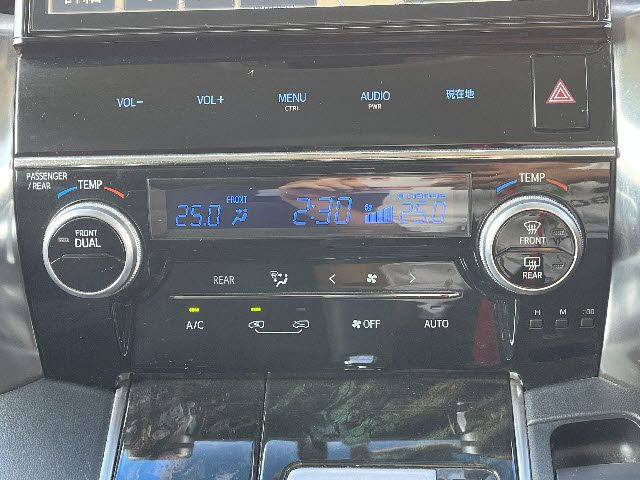 VOL−
VOL+
MENU
CTRL
AUDIO
PWR
現在地
PASSENGER
/ REAR
TEMP
FRONT
25.0
2:30
25.0
TEMP
FRONT
DUAL
FRONT
REAR
REAR
< >
A/C
OFF
AUTO
H
M
:00